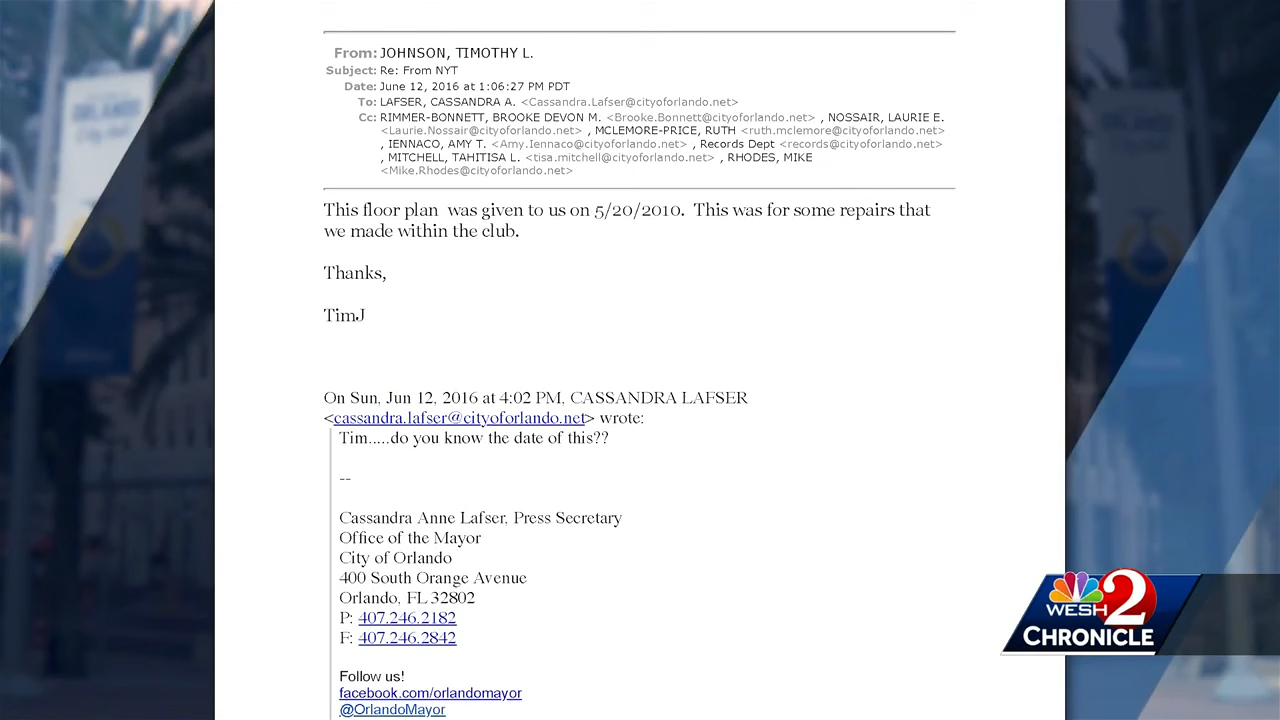 From: JOHNSON, TIMOTHY L.
Subject: Re: From NYT
Date: June 12, 2016 at 1:06:27 PM PDT
To: LAFSER, CASSANDRA A. <Cassandra.Lafser@cityoforlando.net>
Cc: RIMMER-BONNETT, BROOKE DEVON M. <Brooke.Bonnett@cityoforlando.net> , NOSSAIR, LAURIE E.
<Laurie.Nossair@cityoforlando.net> , MCLEMORE-PRICE, RUTH <ruth.mclemore@cityoforlando.net>
, IENNACO, AMY T. <Amy.Iennaco@cityoforlando.net> , Records Dept <records@cityoforlando.net>
, MITCHELL, TAHITISA L. <tisa.mitchell@cityoforlando.net> , RHODES, MIKE
<Mike.Rhodes@cityoforlando.net>
This floor plan was given to us on 5/20/2010. This was for some repairs that
we made within the club.
Thanks,
TimJ
On Sun, Jun 12, 2016 at 4:02 PM, CASSANDRA LAFSER
<cassandra.lafser@cityoforlando.net> wrote:
Tim.....do you know the date of this??
--
Cassandra Anne Lafser, Press Secretary
Office of the Mayor
City of Orlando
400 South Orange Avenue
Orlando, FL 32802
P: 407.246.2182
F: 407.246.2842
Follow us!
facebook.com/orlandomayor
@OrlandoMayor
WESH 2
CHRONICLE
ORLANDO